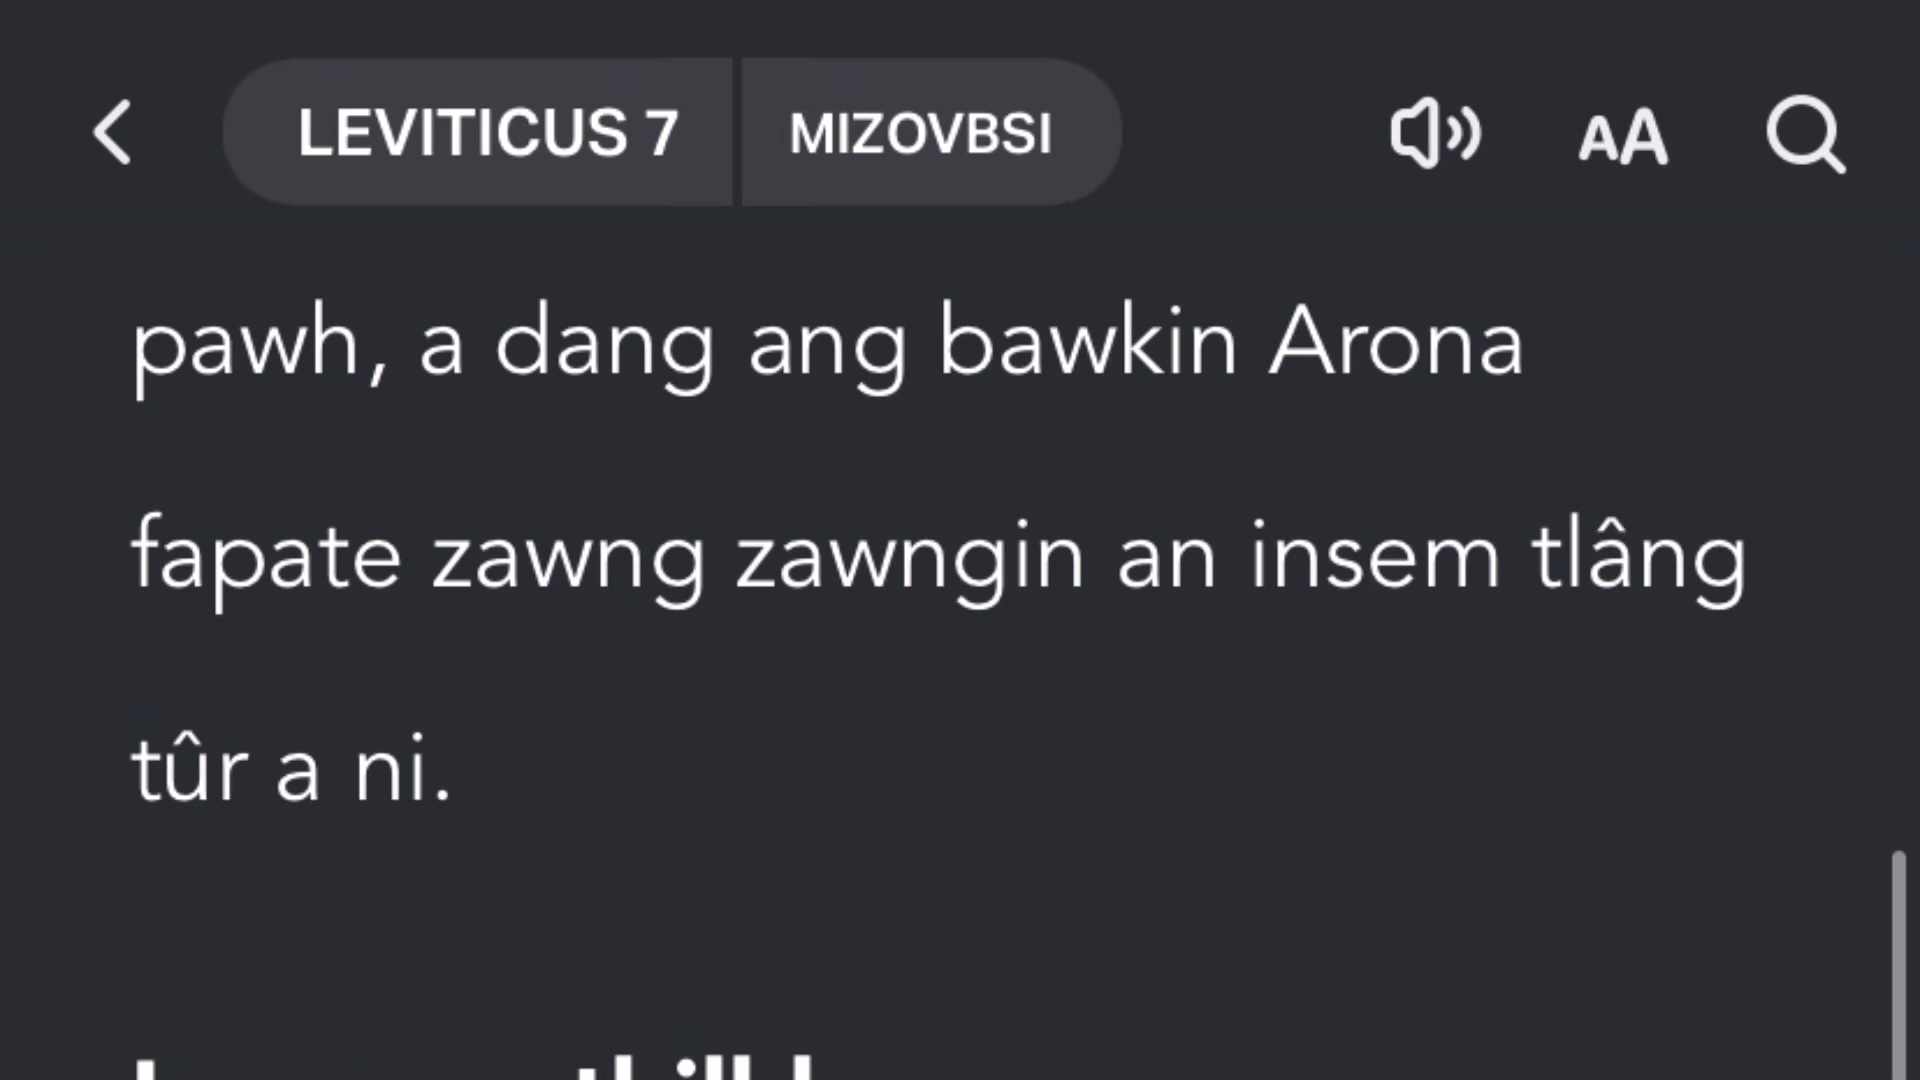 LEVITICUS 7 MIZOVBSI AA
pawh, a dang ang bawkin Arona
fapate zawng zawngin an insem tlâng
tûr a ni.